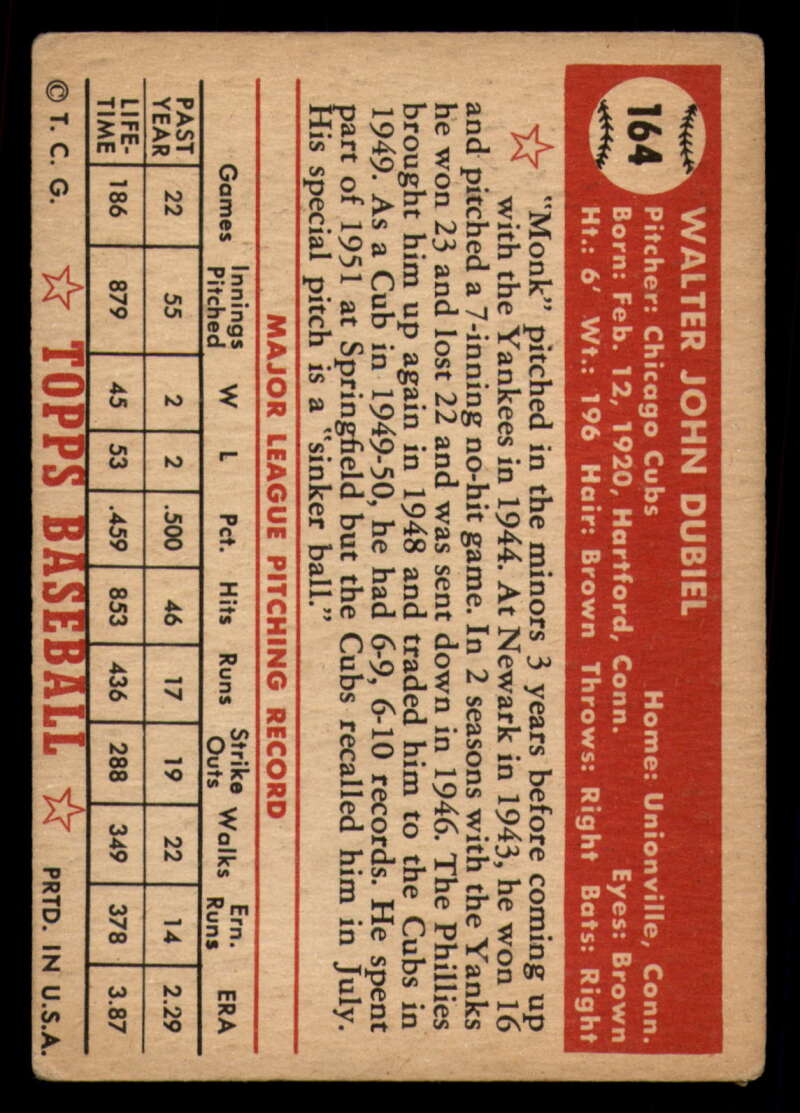 164
WALTER JOHN DUBIEL
Pitcher: Chicago Cubs Home: Unionville, Conn.
Born: Feb. 12, 1920, Hartford, Conn. Eyes: Brown
Ht.: 6' Wt.: 196 Hair: Brown Throws: Right Bats: Right
"Monk" pitched in the minors 3 years before coming up
with the Yankees in 1944. At Newark in 1943, he won 16
and pitched a 7-inning no-hit game. In 2 seasons with the Yanks
he won 23 and lost 22 and was sent down in 1946. The Phillies
brought him up again in 1948 and traded him to the Cubs in
1949. As a Cub in 1949-50, he had 6-9, 6-10 records. He spent
part of 1951 at Springfield but the Cubs recalled him in July.
His special pitch is a "sinker ball."
MAJOR LEAGUE PITCHING RECORD
Games Innings Pitched W L Pct. Hits Runs Strike Outs Walks Ern. Runs ERA
PAST YEAR 22 55 2 2 .500 46 17 19 22 14 2.29
LIFE-TIME 186 879 45 53 .459 853 436 288 349 378 3.87
© T. C. G. TOPPS BASEBALL PRTD. IN U.S.A.